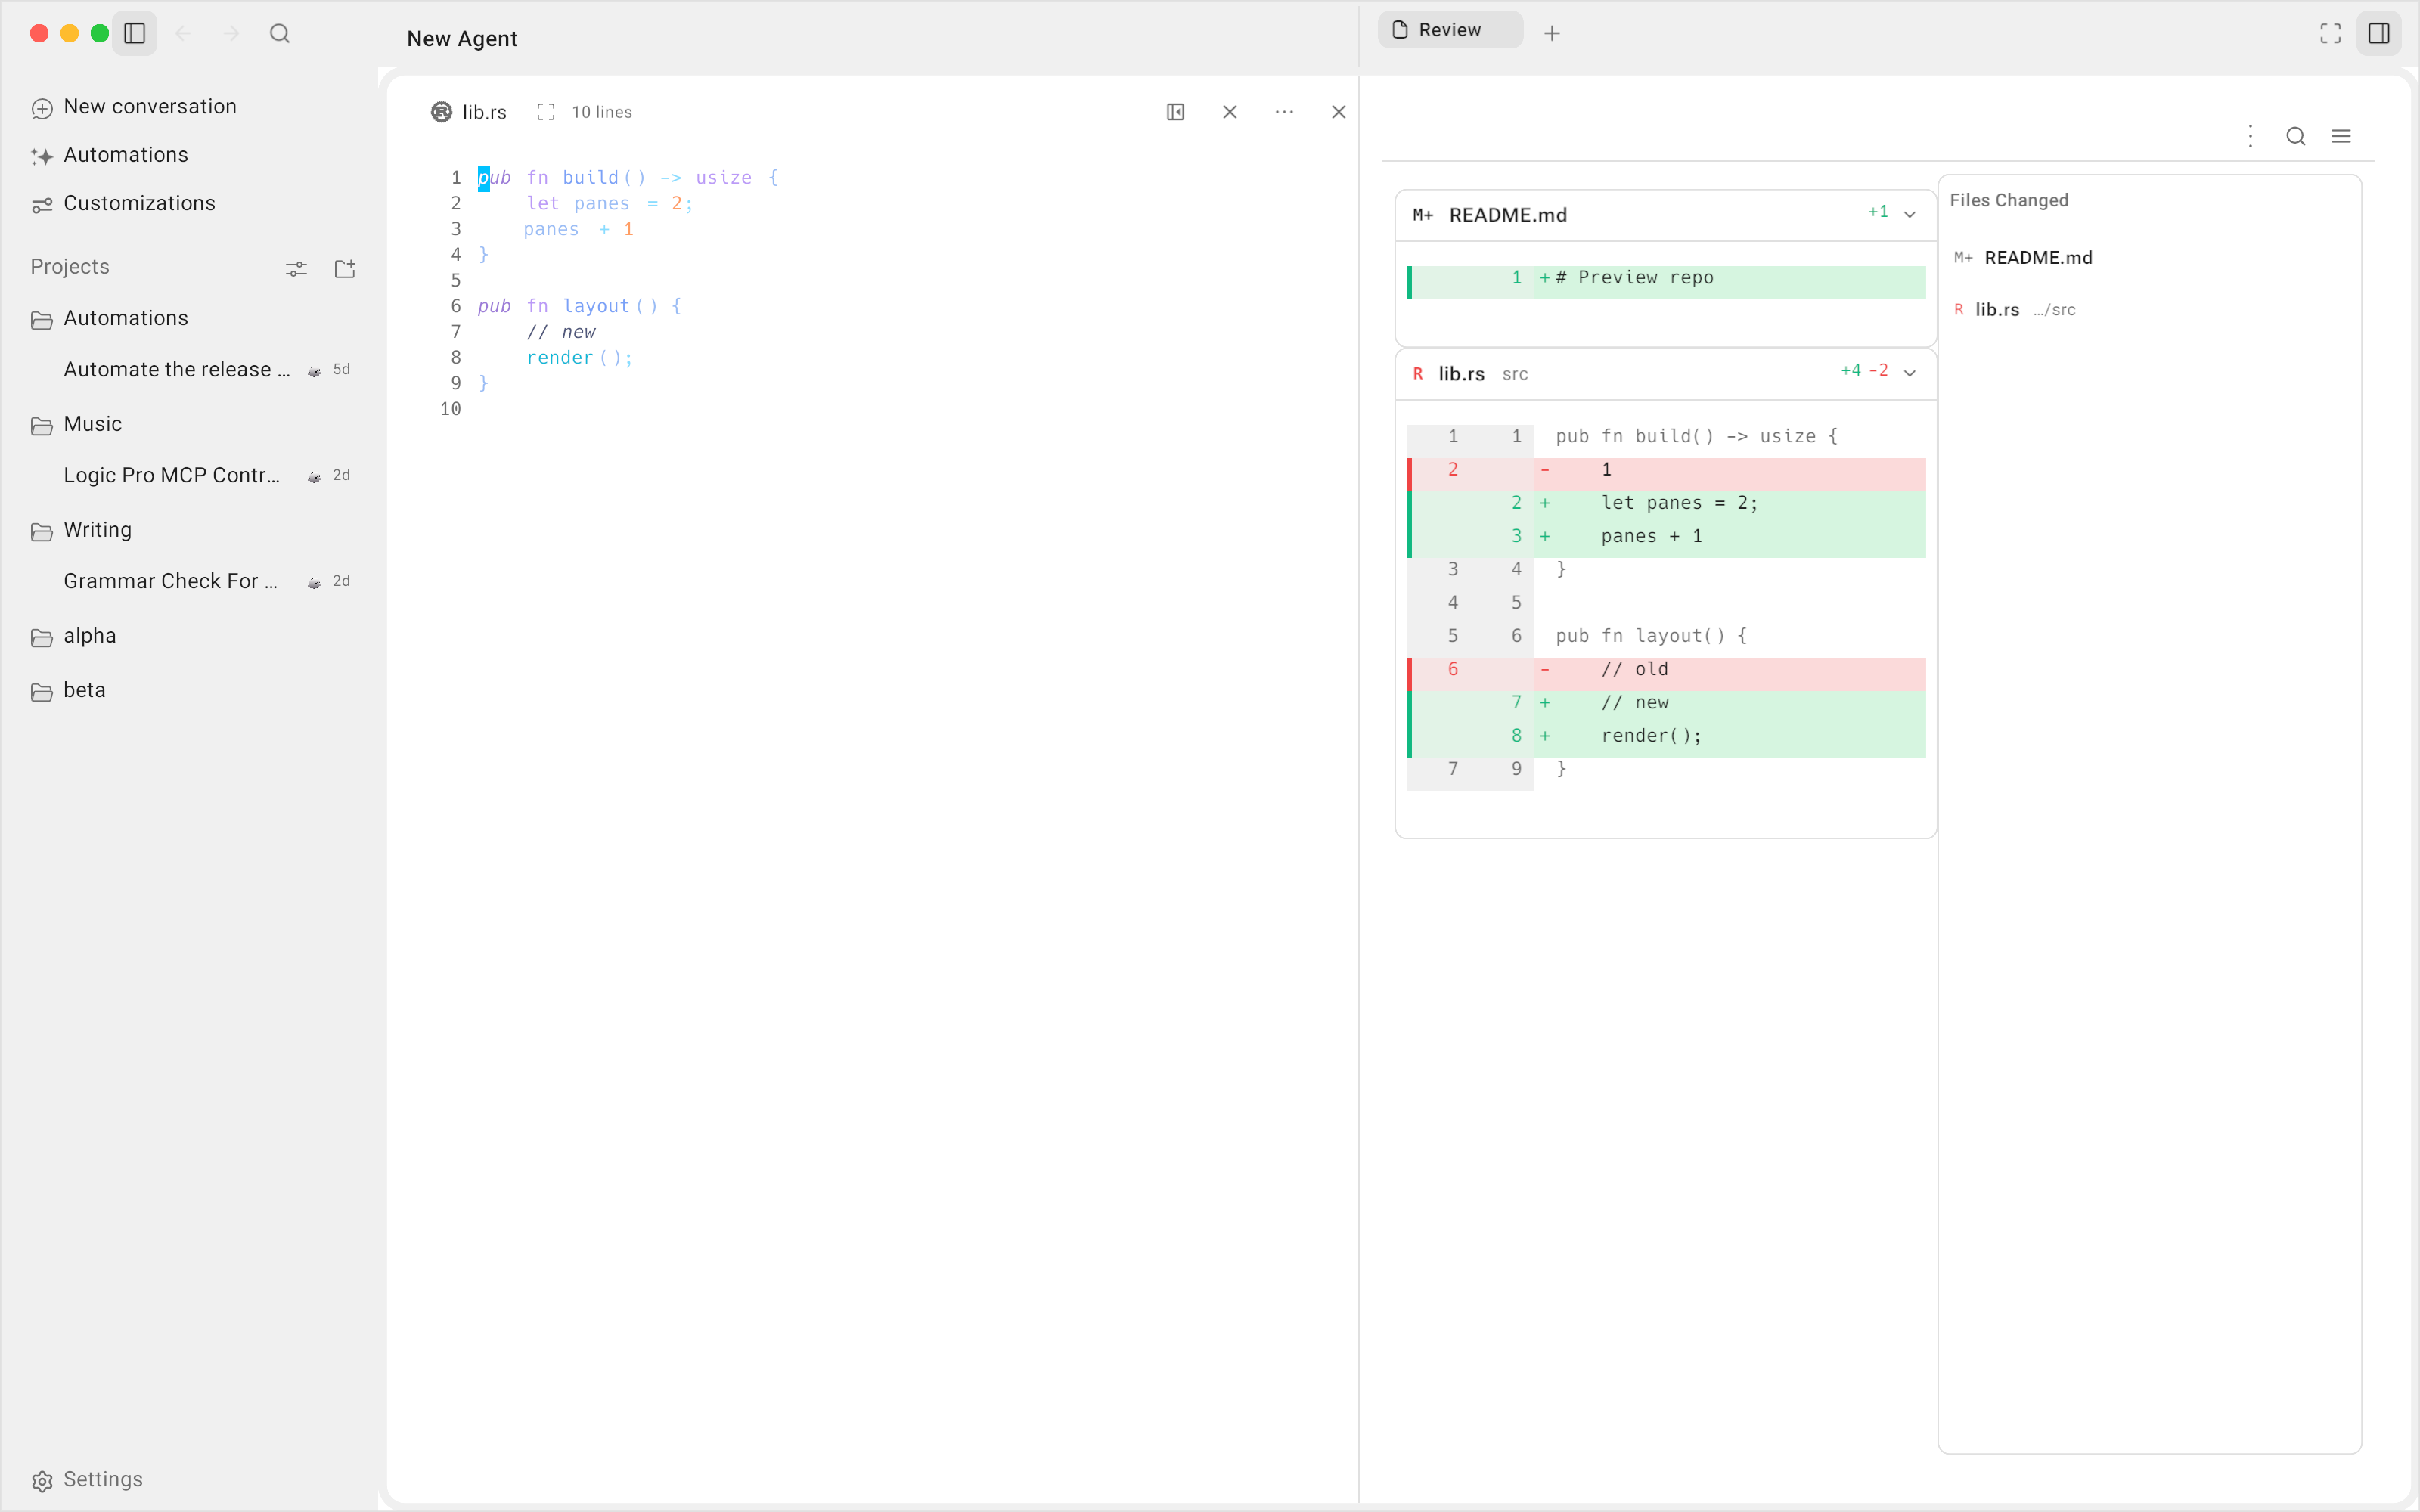 New Agent
Review
New conversation
Automations
Customizations
Projects
Automations
Automate the release ... 5d
Music
Logic Pro MCP Contr... 2d
Writing
Grammar Check For ... 2d
alpha
beta
Settings
lib.rs 10 lines
1 pub fn build() -> usize {
2     let panes = 2;
3     panes + 1
4 }
5
6 pub fn layout() {
7     // new
8     render();
9 }
10
M+ README.md +1
1 +# Preview repo
R lib.rs src +4 -2
1 1 pub fn build() -> usize {
2 -     1
2 +     let panes = 2;
3 +     panes + 1
3 4 }
4 5
5 6 pub fn layout() {
6 -     // old
7 +     // new
8 +     render();
7 9 }
Files Changed
M+ README.md
R lib.rs .../src